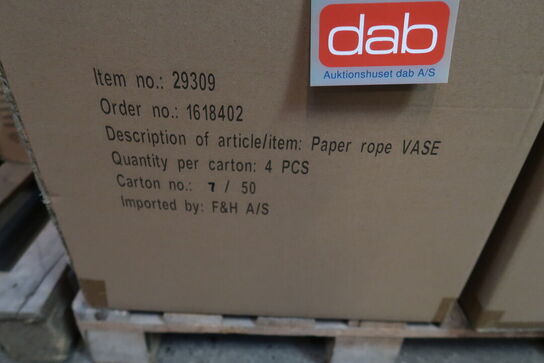 dab
Auktionshuset dab A/S
Item no.: 29309
Order no.: 1618402
Description of article/item: Paper rope VASE
Quantity per carton: 4 PCS
Carton no.: 7 / 50
Imported by: F&H A/S